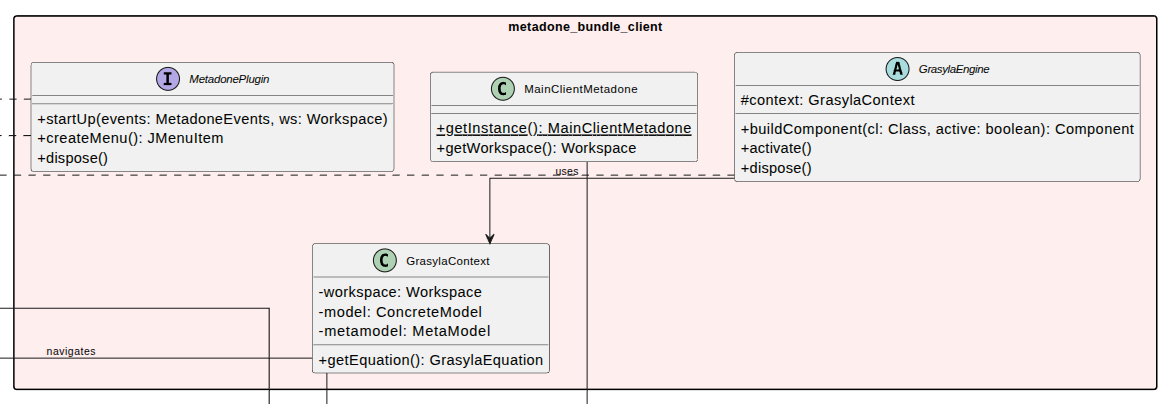 metadone_bundle_client
I MetadonePlugin
+startUp(events: MetadoneEvents, ws: Workspace)
+createMenu(): JMenuItem
+dispose()
C MainClientMetadone
+getInstance(): MainClientMetadone
+getWorkspace(): Workspace
A GrasylaEngine
#context: GrasylaContext
+buildComponent(cl: Class, active: boolean): Component
+activate()
+dispose()
uses
C GrasylaContext
-workspace: Workspace
-model: ConcreteModel
-metamodel: MetaModel
+getEquation(): GrasylaEquation
navigates